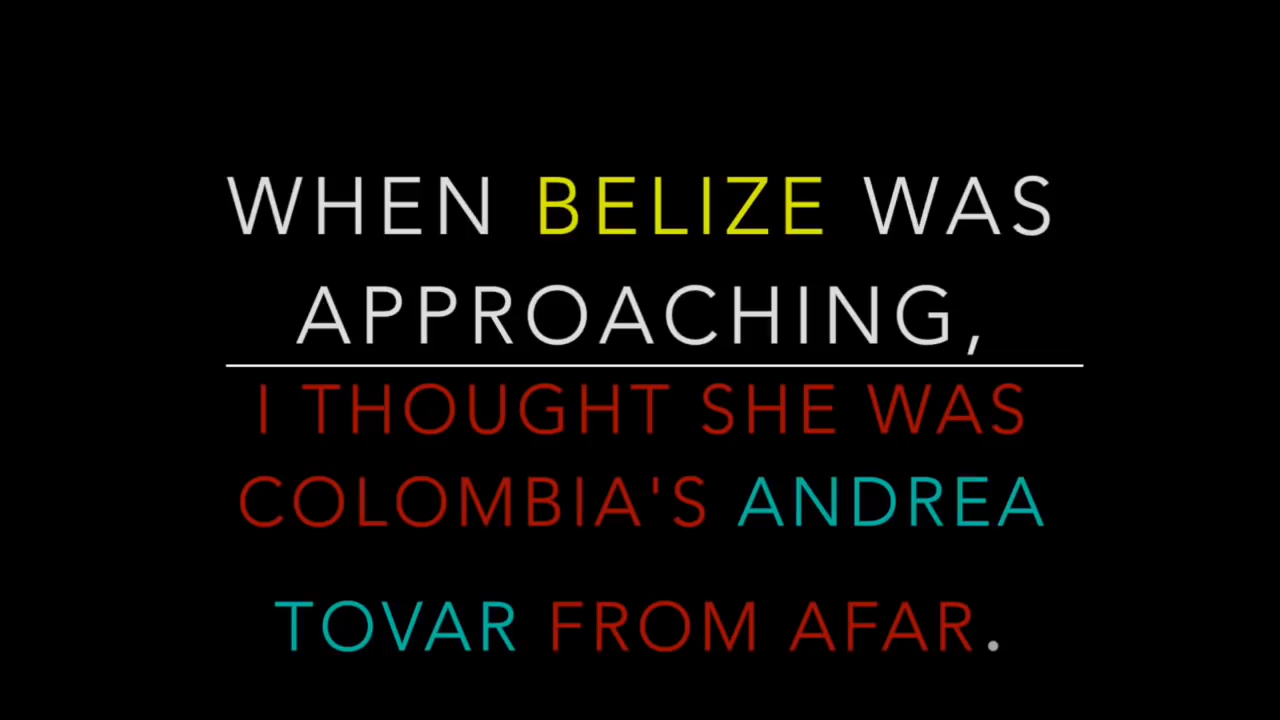 WHEN BELIZE WAS
APPROACHING,
I THOUGHT SHE WAS
COLOMBIA'S ANDREA
TOVAR FROM AFAR.